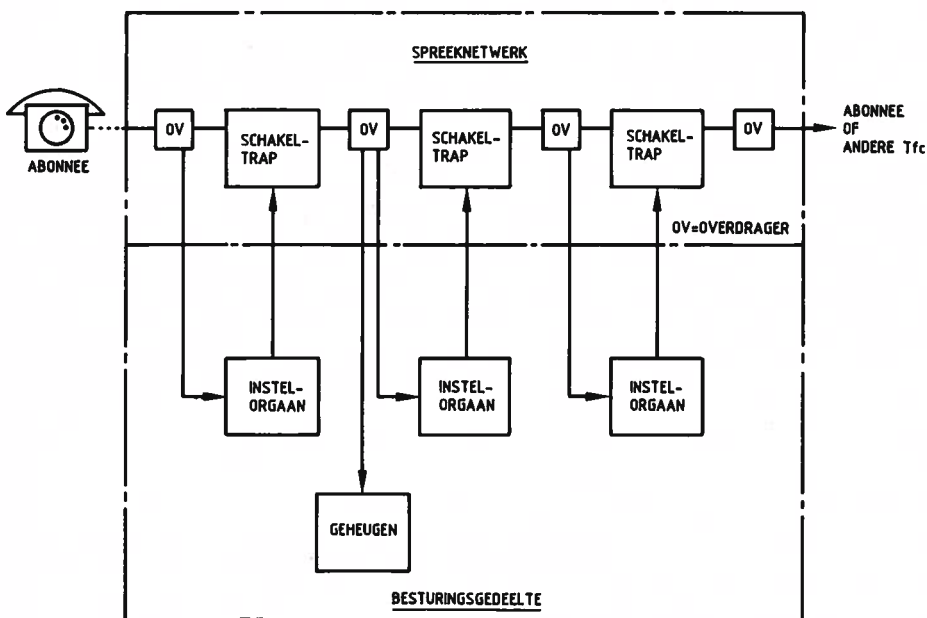 SPREEKNETWERK
ABONNEE
OV
SCHAKEL-
TRAP
OV
SCHAKEL-
TRAP
OV
SCHAKEL-
TRAP
OV
ABONNEE
OF
ANDERE Tfc
OV=OVERDRAGER
INSTEL-
ORGAAN
INSTEL-
ORGAAN
INSTEL-
ORGAAN
GEHEUGEN
BESTURINGSGEDEELTE